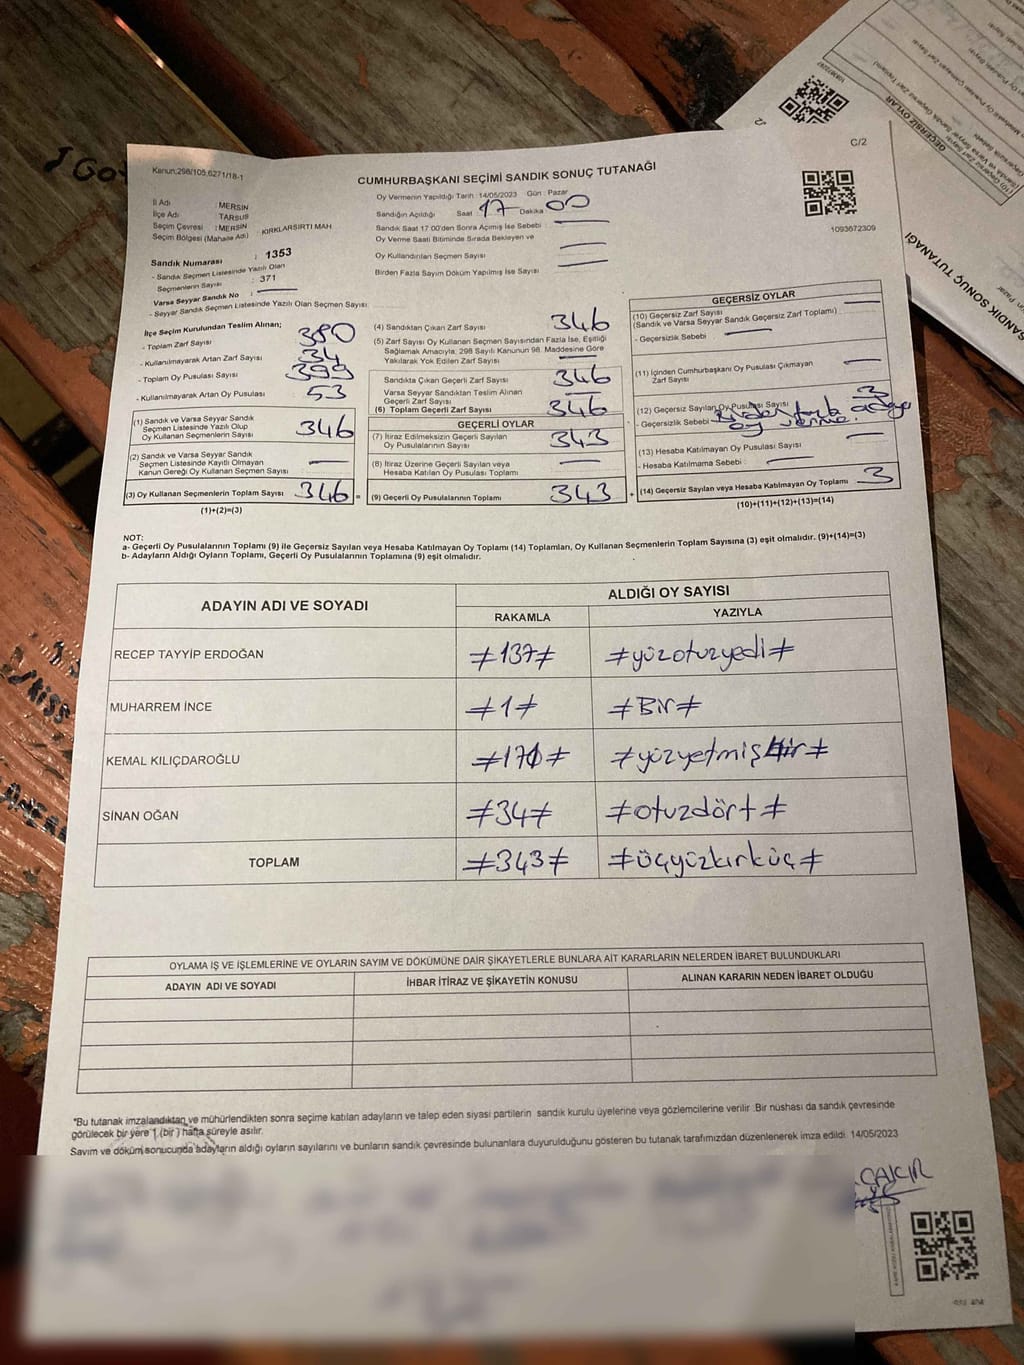 C/2
Kanun:298/105,6271/18-1
CUMHURBAŞKANI SEÇİMİ SANDIK SONUÇ TUTANAĞI
İl Adı : MERSİN
İlçe Adı : TARSUS
Seçim Çevresi : MERSİN
Seçim Bölgesi (Mahalle Adı) : KIRKLARSIRTI MAH
Sandık Numarası : 1353
- Sandık Seçmen Listesinde Yazılı Olan
Seçmenlerin Sayısı : 371
Varsa Seyyar Sandık No :
- Seyyar Sandık Seçmen Listesinde Yazılı Olan Seçmen Sayısı:
Oy Vermenin Yapıldığı Tarih : 14/05/2023 Gün : Pazar
Sandığın Açıldığı Saat 17 Dakika 00
Sandık Saat 17:00'den Sonra Açılmış İse Sebebi :
Oy Verme Saati Bitiminde Sırada Bekleyen ve
Oy Kullandırılan Seçmen Sayısı
Birden Fazla Sayım Döküm Yapılmış İse Sayısı
1093672309
İlçe Seçim Kurulundan Teslim Alınan;
- Toplam Zarf Sayısı 380
- Kullanılmayarak Artan Zarf Sayısı 34
- Toplam Oy Pusulası Sayısı 399
- Kullanılmayarak Artan Oy Pusulası 53
(1) Sandık ve Varsa Seyyar Sandık
Seçmen Listesinde Yazılı Olup
Oy Kullanan Seçmenlerin Sayısı 346
(2) Sandık ve Varsa Seyyar Sandık
Seçmen Listesinde Kayıtlı Olmayan
Kanun Gereği Oy Kullanan Seçmen Sayısı
(3) Oy Kullanan Seçmenlerin Toplam Sayısı 346 =
(1)+(2)=(3)
(4) Sandıktan Çıkan Zarf Sayısı 346
(5) Zarf Sayısı Oy Kullanan Seçmen Sayısından Fazla İse, Eşitliği
Sağlamak Amacıyla; 298 Sayılı Kanunun 98. Maddesine Göre
Yakılarak Yok Edilen Zarf Sayısı
Sandıkta Çıkan Geçerli Zarf Sayısı 346
Varsa Seyyar Sandıktan Teslim Alınan
Geçerli Zarf Sayısı
(6) Toplam Geçerli Zarf Sayısı 346
GEÇERLİ OYLAR
(7) İtiraz Edilmeksizin Geçerli Sayılan
Oy Pusulalarının Sayısı 343
(8) İtiraz Üzerine Geçerli Sayılan veya
Hesaba Katılan Oy Pusulası Toplamı
(9) Geçerli Oy Pusulalarının Toplamı 343 +
GEÇERSİZ OYLAR
(10) Geçersiz Zarf Sayısı
(Sandık ve Varsa Seyyar Sandık Geçersiz Zarf Toplamı)
- Geçersizlik Sebebi :
(11) İçinden Cumhurbaşkanı Oy Pusulası Çıkmayan
Zarf Sayısı
(12) Geçersiz Sayılan Oy Pusulası Sayısı 3
- Geçersizlik Sebebi : Birden fazla adaya
oy verme.
(13) Hesaba Katılmayan Oy Pusulası Sayısı
- Hesaba Katılmama Sebebi :
(14) Geçersiz Sayılan veya Hesaba Katılmayan Oy Toplamı 3
(10)+(11)+(12)+(13)=(14)
NOT:
a- Geçerli Oy Pusulalarının Toplamı (9) ile Geçersiz Sayılan veya Hesaba Katılmayan Oy Toplamı (14) Toplamları, Oy Kullanan Seçmenlerin Toplam Sayısına (3) eşit olmalıdır. (9)+(14)=(3)
b- Adayların Aldığı Oyların Toplamı, Geçerli Oy Pusulalarının Toplamına (9) eşit olmalıdır.
ADAYIN ADI VE SOYADI
ALDIĞI OY SAYISI
RAKAMLA YAZIYLA
RECEP TAYYİP ERDOĞAN ≠137≠ ≠yüzotuzyedi≠
MUHARREM İNCE ≠1≠ ≠Bir≠
KEMAL KILIÇDAROĞLU ≠171≠ ≠yüzyetmişbir≠
SİNAN OĞAN ≠34≠ ≠otuzdört≠
TOPLAM ≠343≠ ≠üçyüzkırküç≠
OYLAMA İŞ VE İŞLEMLERİNE VE OYLARIN SAYIM VE DÖKÜMÜNE DAİR ŞİKAYETLERLE BUNLARA AİT KARARLARIN NELERDEN İBARET BULUNDUKLARI
ADAYIN ADI VE SOYADI İHBAR İTİRAZ VE ŞİKAYETİN KONUSU ALINAN KARARIN NEDEN İBARET OLDUĞU
*Bu tutanak imzalandıktan ve mühürlendikten sonra seçime katılan adayların ve talep eden siyasi partilerin sandık kurulu üyelerine veya gözlemcilerine verilir. Bir nüshası da sandık çevresinde
görülecek bir yere 1 (bir) hafta süreyle asılır.
Sayım ve döküm sonucunda adayların aldığı oyların sayılarını ve bunların sandık çevresinde bulunanlara duyurulduğunu gösteren bu tutanak tarafımızdan düzenlenerek imza edildi. 14/05/2023
ÇAKIR
I Got
SANDIK SONUÇ TUTANAĞI
GEÇERSİZ OYLAR